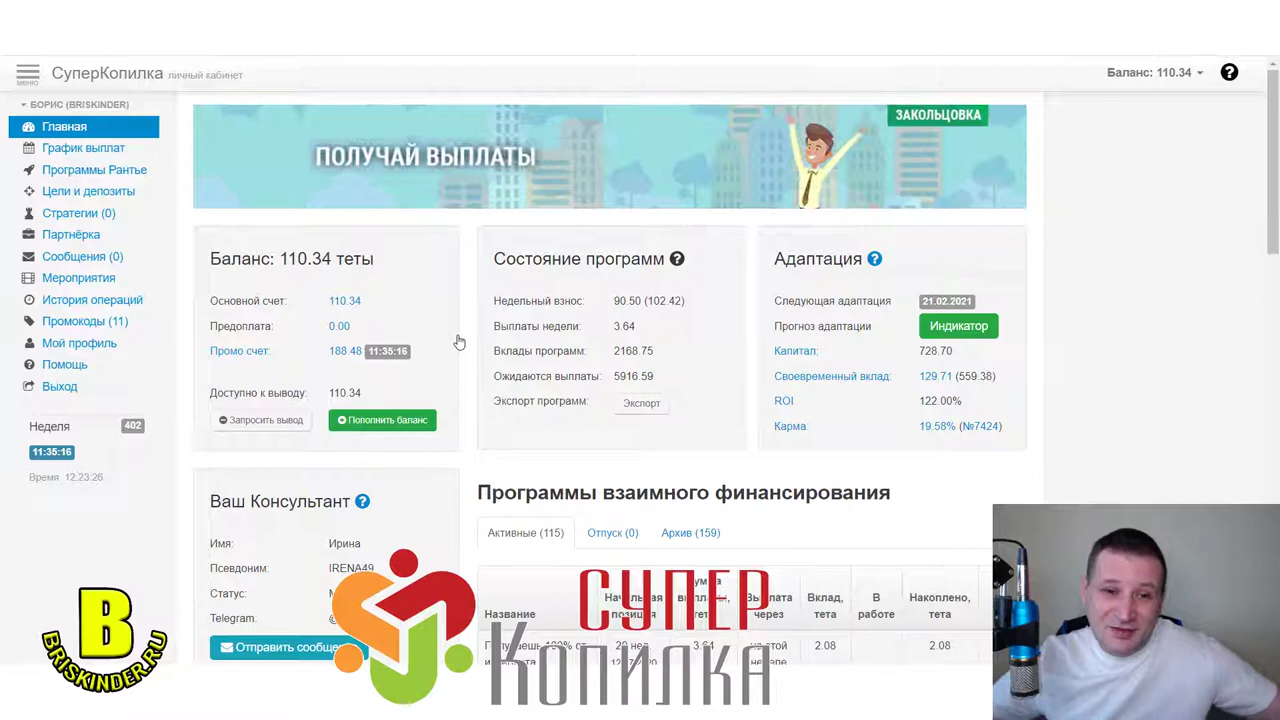 СуперКопилка личный кабинет
Баланс: 110.34
?
МЕНЮ
БОРИС (BRISKINDER)
Главная
График выплат
Программы Рантье
Цели и депозиты
Стратегии (0)
Партнёрка
Сообщения (0)
Мероприятия
История операций
Промокоды (11)
Мой профиль
Помощь
Выход
Неделя 402
11:35:16
Время 12:23:26
ПОЛУЧАЙ ВЫПЛАТЫ
ЗАКОЛЬЦОВКА
Баланс: 110.34 теты
Основной счет: 110.34
Предоплата: 0.00
Промо счет: 188.48 11:35:16
Доступно к выводу: 110.34
Запросить вывод
Пополнить баланс
Состояние программ ?
Недельный взнос: 90.50 (102.42)
Выплаты недели: 3.64
Вклады программ: 2168.75
Ожидаются выплаты: 5916.59
Экспорт программ: Экспорт
Адаптация ?
Следующая адаптация 21.02.2021
Прогноз адаптации Индикатор
Капитал: 728.70
Своевременный вклад: 129.71 (559.38)
ROI 122.00%
Карма: 19.58% (№7424)
Ваш Консультант ?
Имя: Ирина
Псевдоним: IRENA49
Статус:
Telegram:
Отправить сообще
Программы взаимного финансирования
Активные (115) Отпуск (0) Архив (159)
Название
Вклад, тета
В работе
Накоплено, тета
3.64
2.08 2.08
СУПЕР
Копилка
B
BRISKINDER.RU